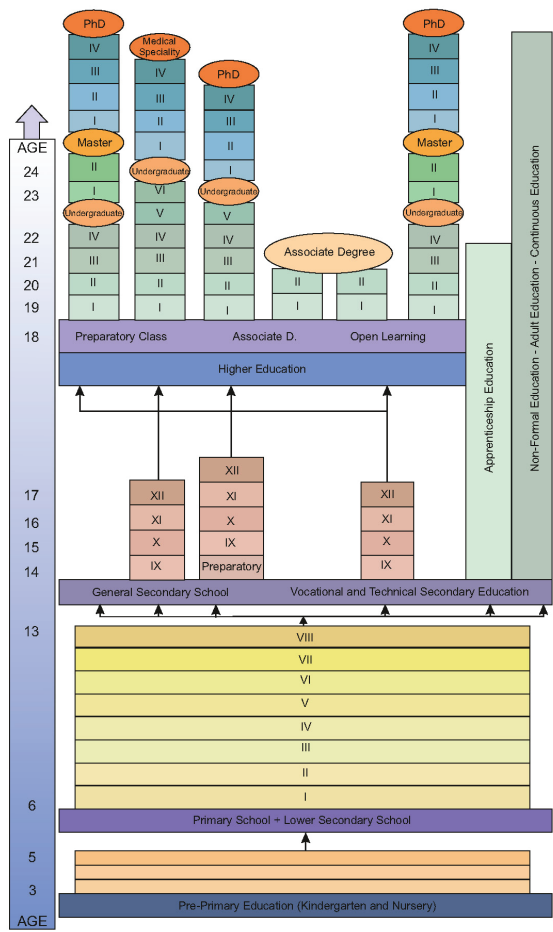 PhD
IV
III
II
I
Master
II
I
Undergraduate
IV
III
II
I
Medical
Speciality
IV
III
II
I
Undergraduate
VI
V
IV
III
II
I
PhD
IV
III
II
I
Undergraduate
V
IV
III
II
I
Associate Degree
II
I
II
I
PhD
IV
III
II
I
Master
II
I
Undergraduate
IV
III
II
I
AGE
24
23
22
21
20
19
18
17
16
15
14
13
6
5
3
AGE
Preparatory Class
Associate D.
Open Learning
Higher Education
Apprenticeship Education
Non-Formal Education - Adult Education - Continuous Education
XII
XI
X
IX
XII
XI
X
IX
Preparatory
XII
XI
X
IX
General Secondary School
Vocational and Technical Secondary Education
VIII
VII
VI
V
IV
III
II
I
Primary School + Lower Secondary School
Pre-Primary Education (Kindergarten and Nursery)